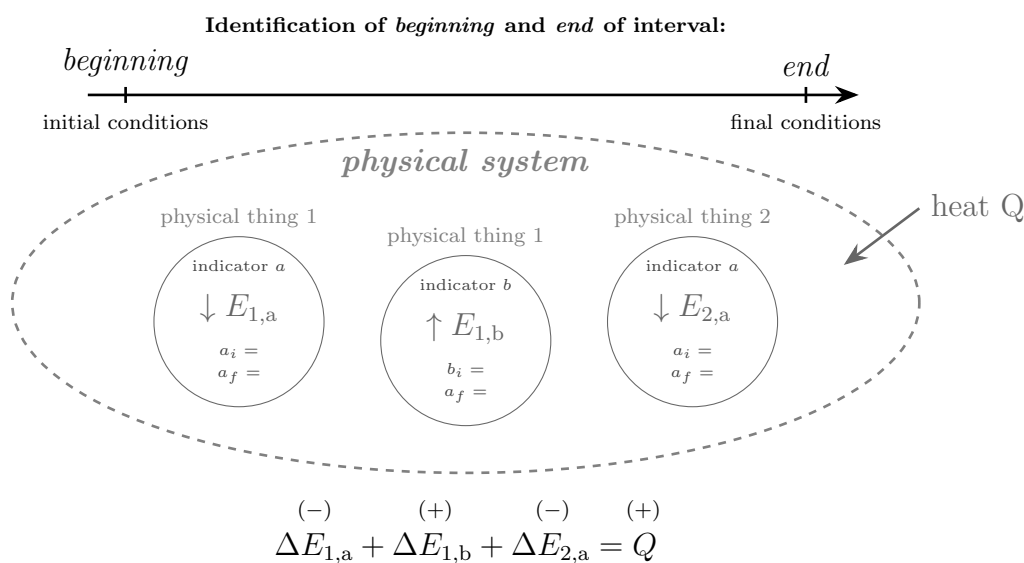 Identification of beginning and end of interval:
beginning
end
initial conditions
final conditions
physical system
heat Q
physical thing 1
indicator a
↓ E1,a
ai =
af =
physical thing 1
indicator b
↑ E1,b
bi =
af =
physical thing 2
indicator a
↓ E2,a
ai =
af =
(−) (+) (−) (+)
ΔE1,a + ΔE1,b + ΔE2,a = Q